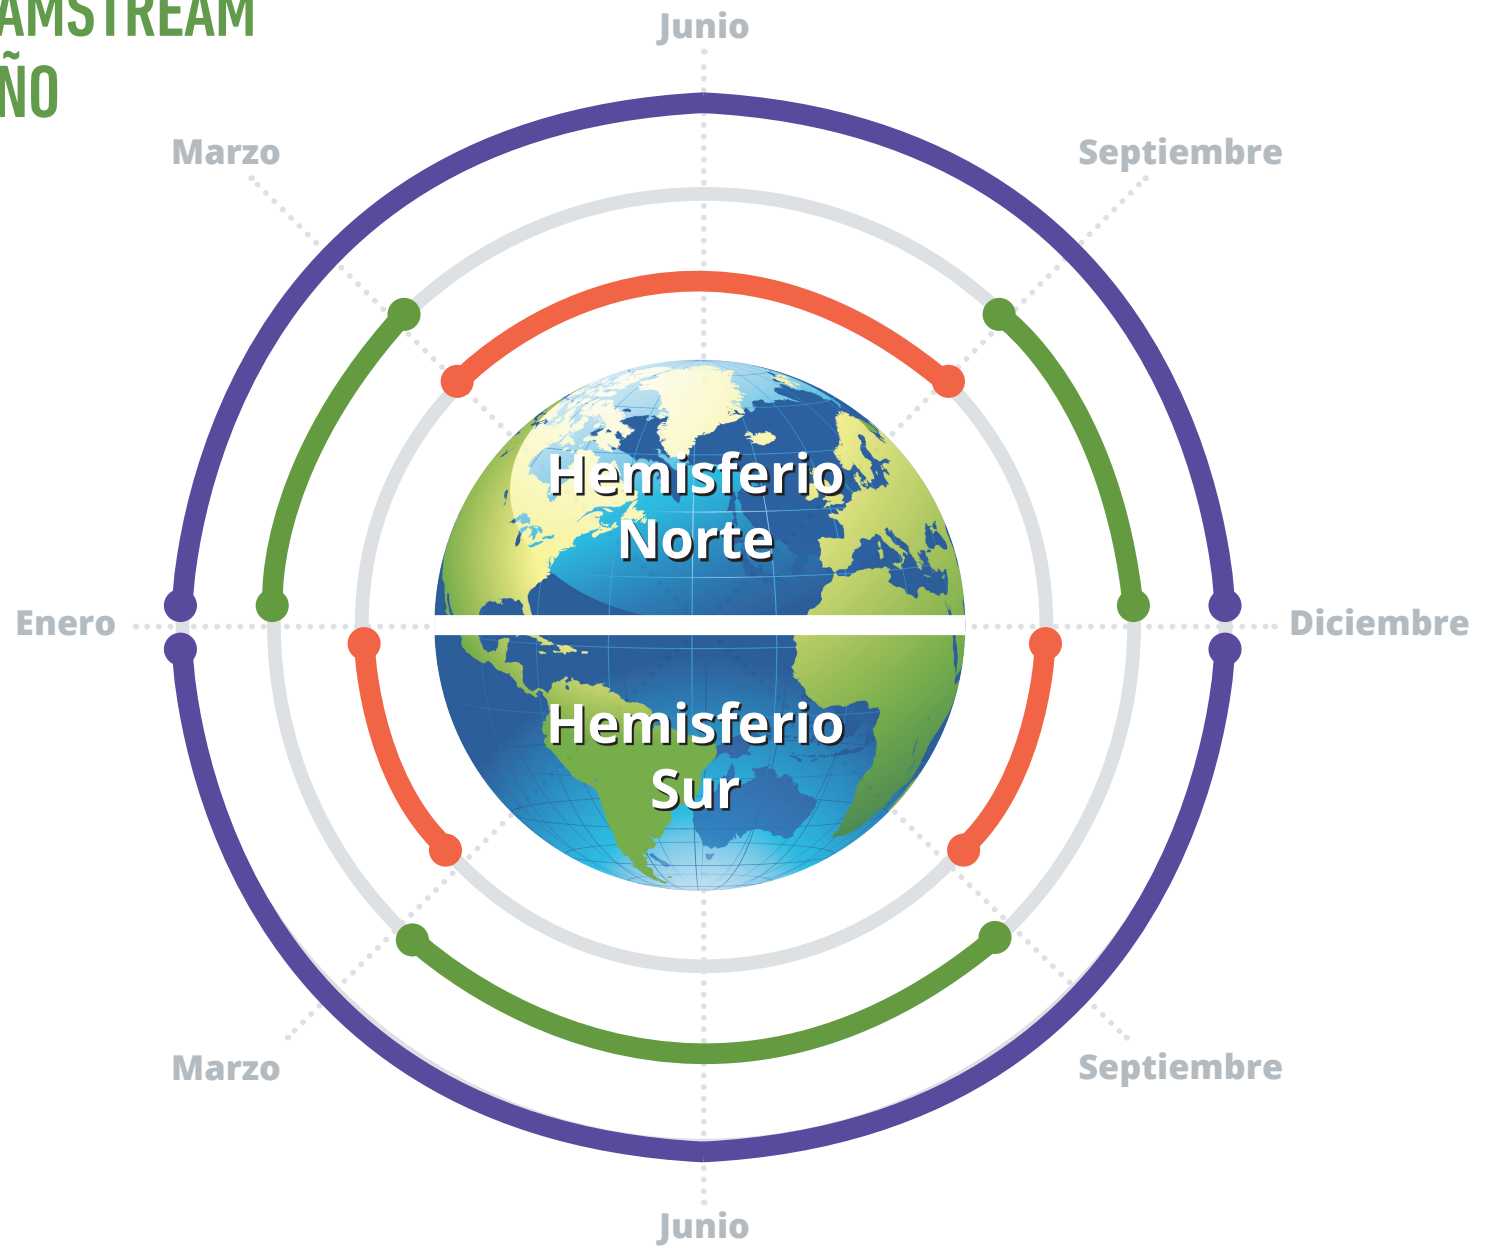 AMSTREAM
ÑO
Junio
Marzo
Septiembre
Hemisferio
Norte
Enero
Diciembre
Hemisferio
Sur
Marzo
Septiembre
Junio